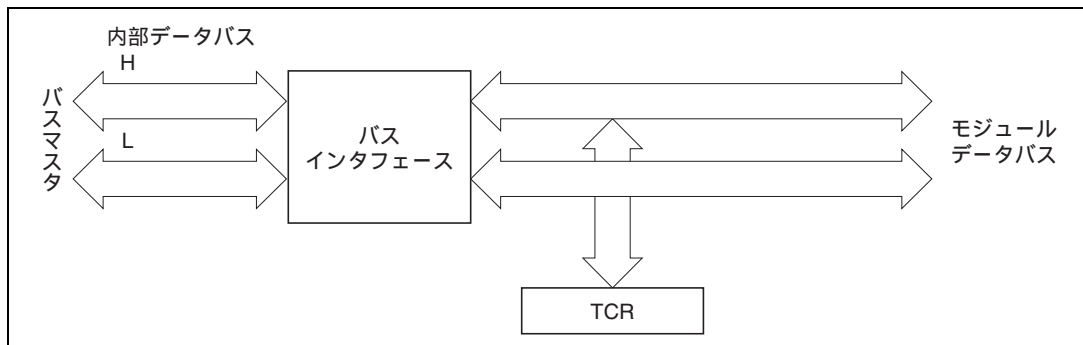 内部データバス
H
バスマスタ
L
バス
インタフェース
モジュール
データバス
TCR